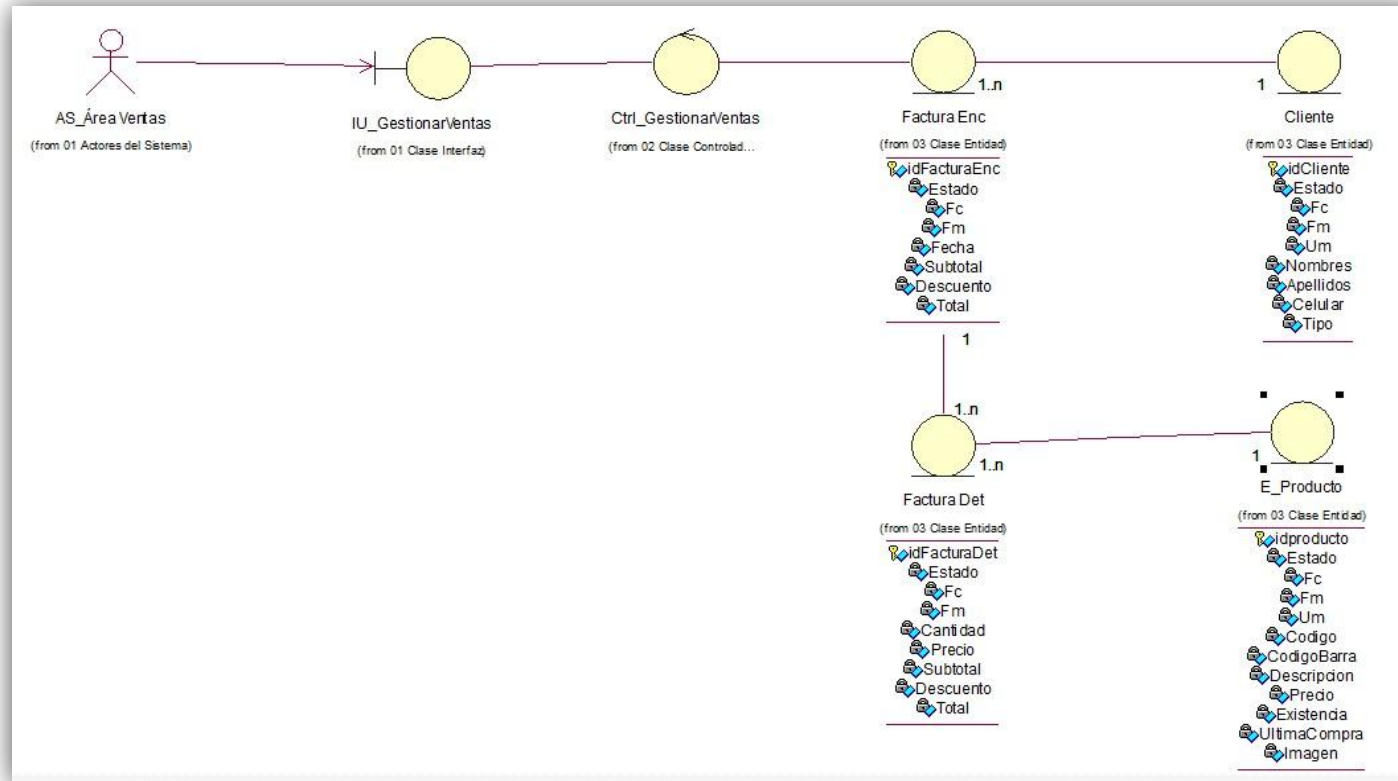 AS_Área Ventas
(from 01 Actores del Sistema)
IU_GestionarVentas
(from 01 Clase Interfaz)
Ctrl_GestionarVentas
(from 02 Clase Controlad...
1..n
Factura Enc
(from 03 Clase Entidad)
idFacturaEnc
Estado
Fc
Fm
Fecha
Subtotal
Descuento
Total
1
1
Cliente
(from 03 Clase Entidad)
idCliente
Estado
Fc
Fm
Um
Nombres
Apellidos
Celular
Tipo
1..n
1..n
Factura Det
(from 03 Clase Entidad)
idFacturaDet
Estado
Fc
Fm
Cantidad
Precio
Subtotal
Descuento
Total
1
E_Producto
(from 03 Clase Entidad)
idproducto
Estado
Fc
Fm
Um
Codigo
CodigoBarra
Descripcion
Precio
Existencia
UltimaCompra
Imagen